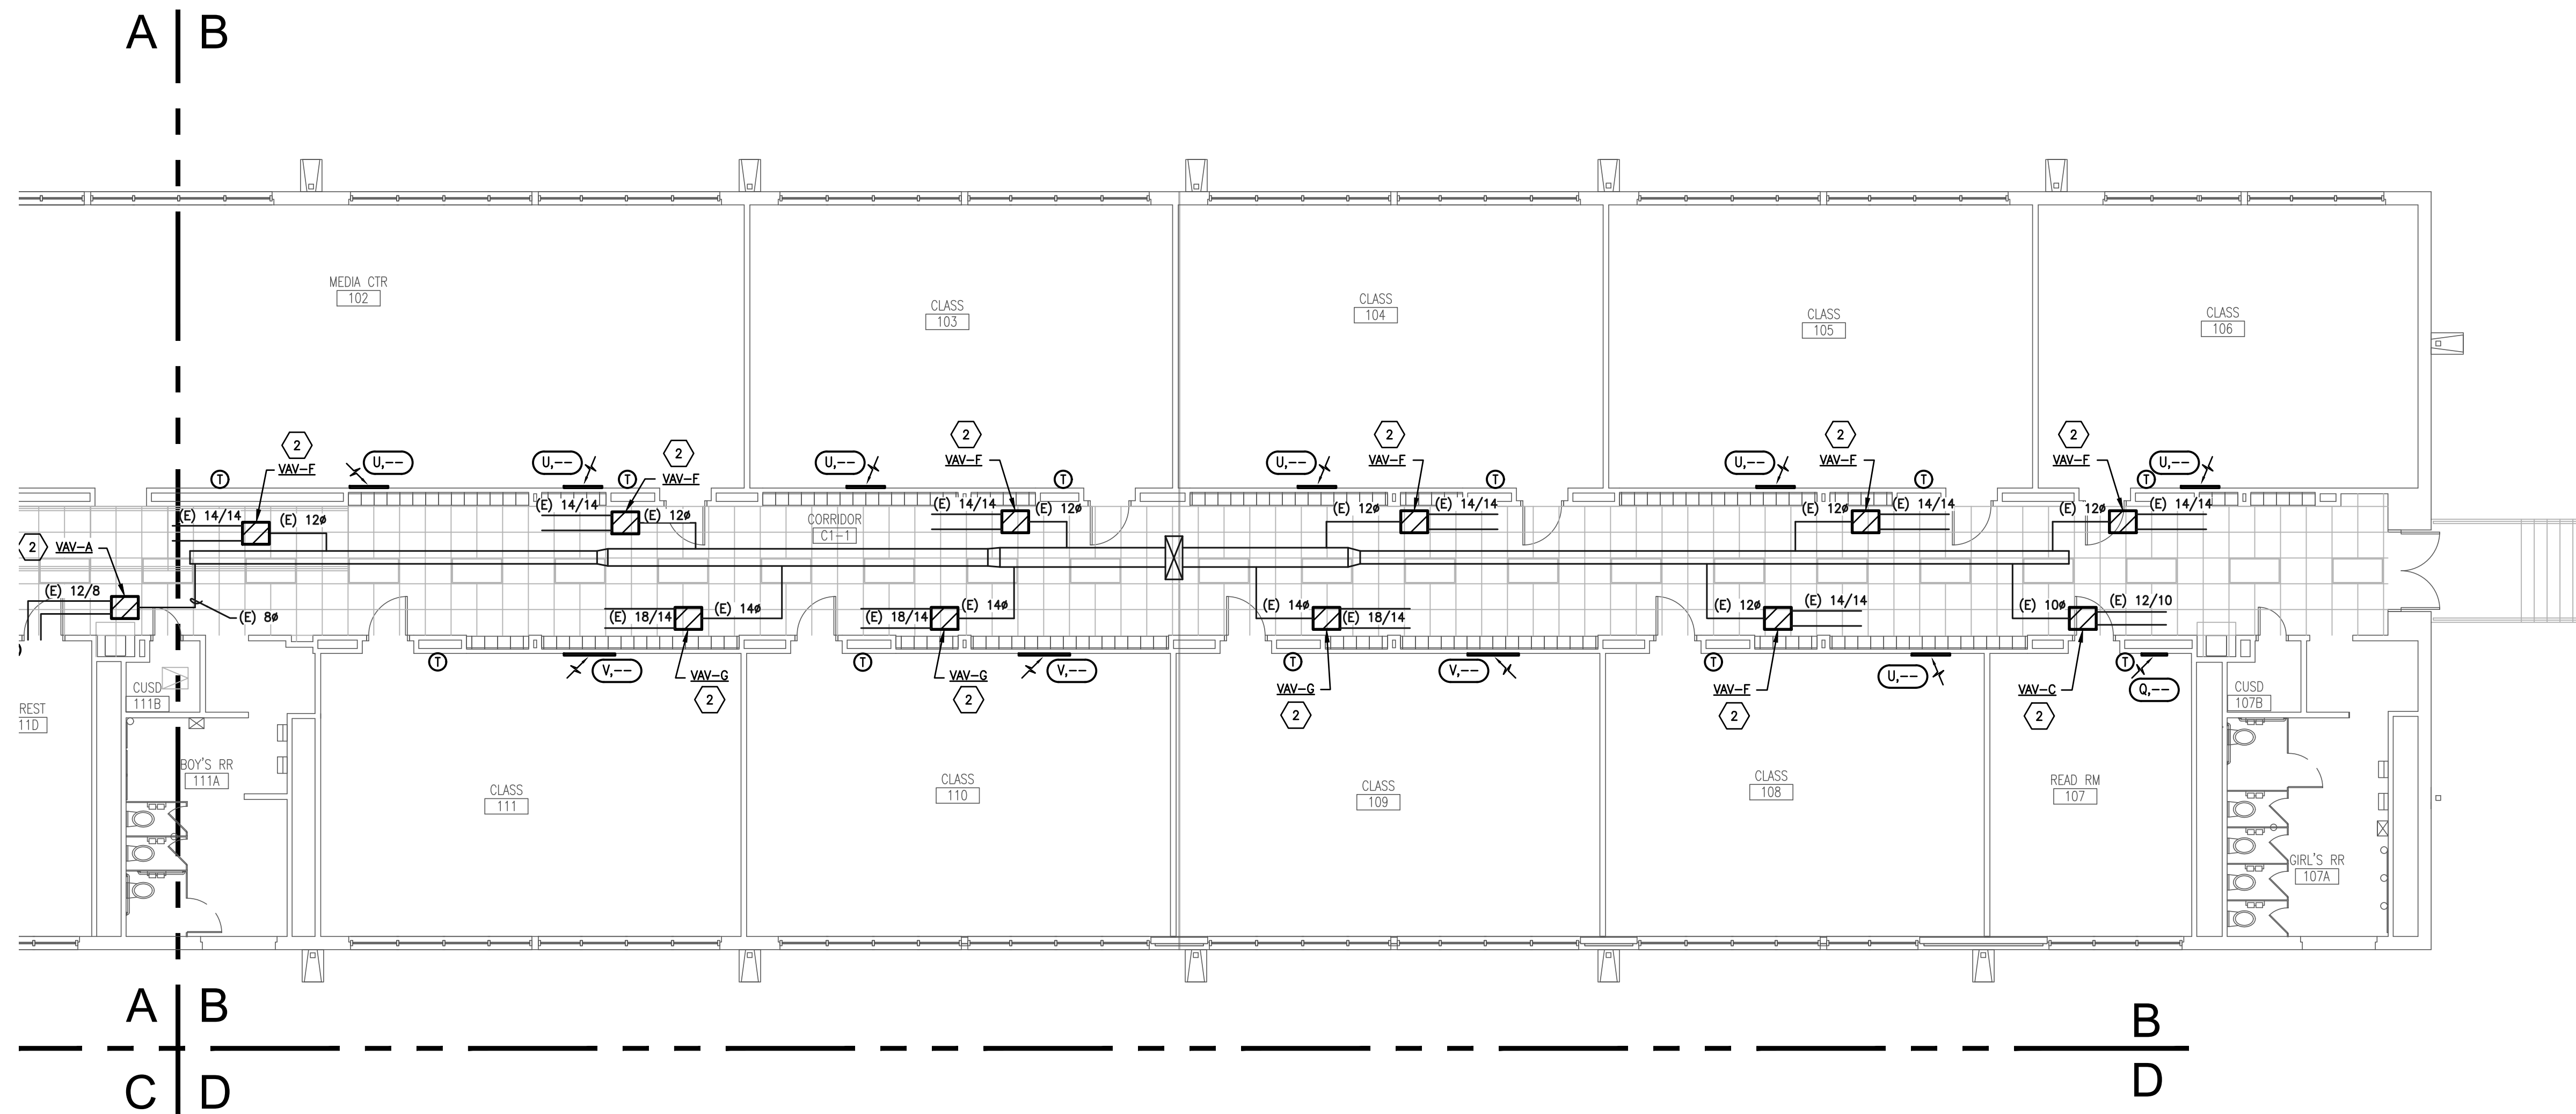 A B
MEDIA CTR
102
CLASS
103
CLASS
104
CLASS
105
CLASS
106
2
VAV-F
U,--
U,--
2
VAV-F
U,--
2
VAV-F
U,--
2
VAV-F
U,--
2
VAV-F
2
VAV-F
U,--
T
T
T
T
T
T
(E) 14/14
(E) 12ø
(E) 14/14
(E) 12ø
(E) 14/14
(E) 12ø
(E) 12ø
(E) 14/14
(E) 12ø
(E) 14/14
(E) 12ø
(E) 14/14
CORRIDOR
C1-1
2
VAV-A
(E) 12/8
(E) 8ø
(E) 18/14
(E) 14ø
(E) 18/14
(E) 14ø
(E) 14ø
(E) 18/14
(E) 12ø
(E) 14/14
(E) 10ø
(E) 12/10
T
V,--
VAV-G
2
T
VAV-G
2
V,--
T
VAV-G
2
V,--
T
VAV-F
2
U,--
VAV-C
2
T
Q,--
REST
11D
CUSD
111B
BOY'S RR
111A
CLASS
111
CLASS
110
CLASS
109
CLASS
108
READ RM
107
CUSD
107B
GIRL'S RR
107A
A B
B
C D
D